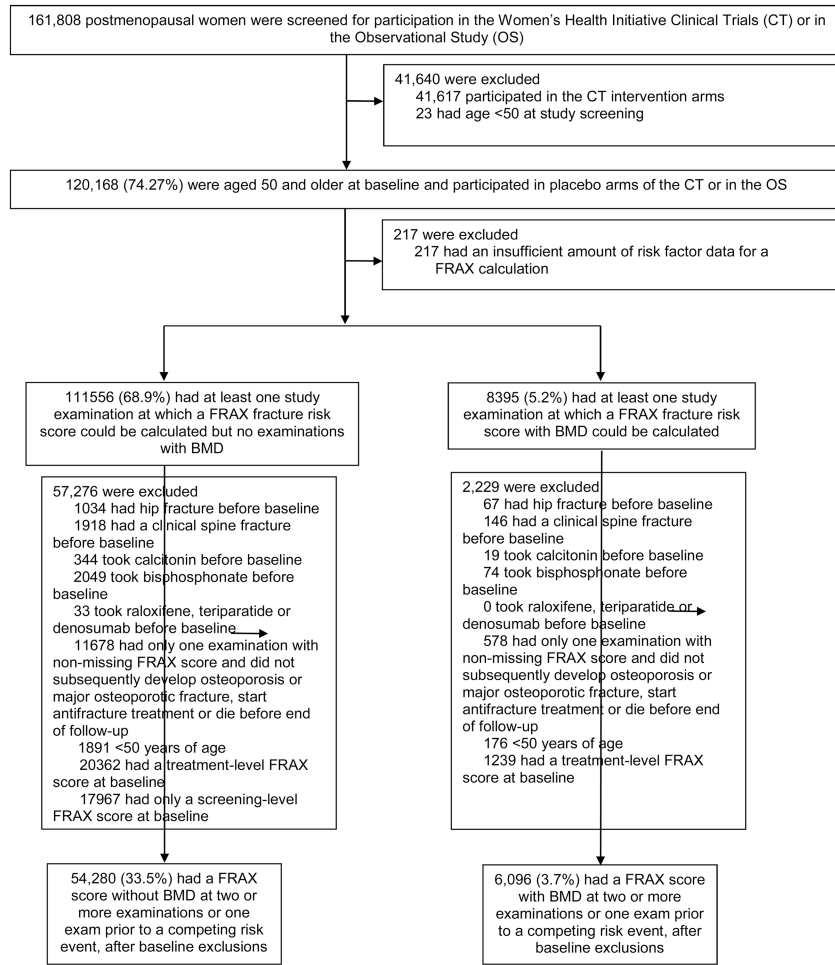 161,808 postmenopausal women were screened for participation in the Women's Health Initiative Clinical Trials (CT) or in
the Observational Study (OS)
41,640 were excluded
41,617 participated in the CT intervention arms
23 had age <50 at study screening
120,168 (74.27%) were aged 50 and older at baseline and participated in placebo arms of the CT or in the OS
217 were excluded
217 had an insufficient amount of risk factor data for a
FRAX calculation
111556 (68.9%) had at least one study
examination at which a FRAX fracture risk
score could be calculated but no examinations
with BMD
8395 (5.2%) had at least one study
examination at which a FRAX fracture risk
score with BMD could be calculated
57,276 were excluded
1034 had hip fracture before baseline
1918 had a clinical spine fracture
before baseline
344 took calcitonin before baseline
2049 took bisphosphonate before
baseline
33 took raloxifene, teriparatide or
denosumab before baseline
11678 had only one examination with
non-missing FRAX score and did not
subsequently develop osteoporosis or
major osteoporotic fracture, start
antifracture treatment or die before end
of follow-up
1891 <50 years of age
20362 had a treatment-level FRAX
score at baseline
17967 had only a screening-level
FRAX score at baseline
2,229 were excluded
67 had hip fracture before baseline
146 had a clinical spine fracture
before baseline
19 took calcitonin before baseline
74 took bisphosphonate before
baseline
0 took raloxifene, teriparatide or
denosumab before baseline
578 had only one examination with
non-missing FRAX score and did not
subsequently develop osteoporosis or
major osteoporotic fracture, start
antifracture treatment or die before end
of follow-up
176 <50 years of age
1239 had a treatment-level FRAX
score at baseline
54,280 (33.5%) had a FRAX
score without BMD at two or
more examinations or one
exam prior to a competing risk
event, after baseline exclusions
6,096 (3.7%) had a FRAX score
with BMD at two or more
examinations or one exam prior
to a competing risk event, after
baseline exclusions